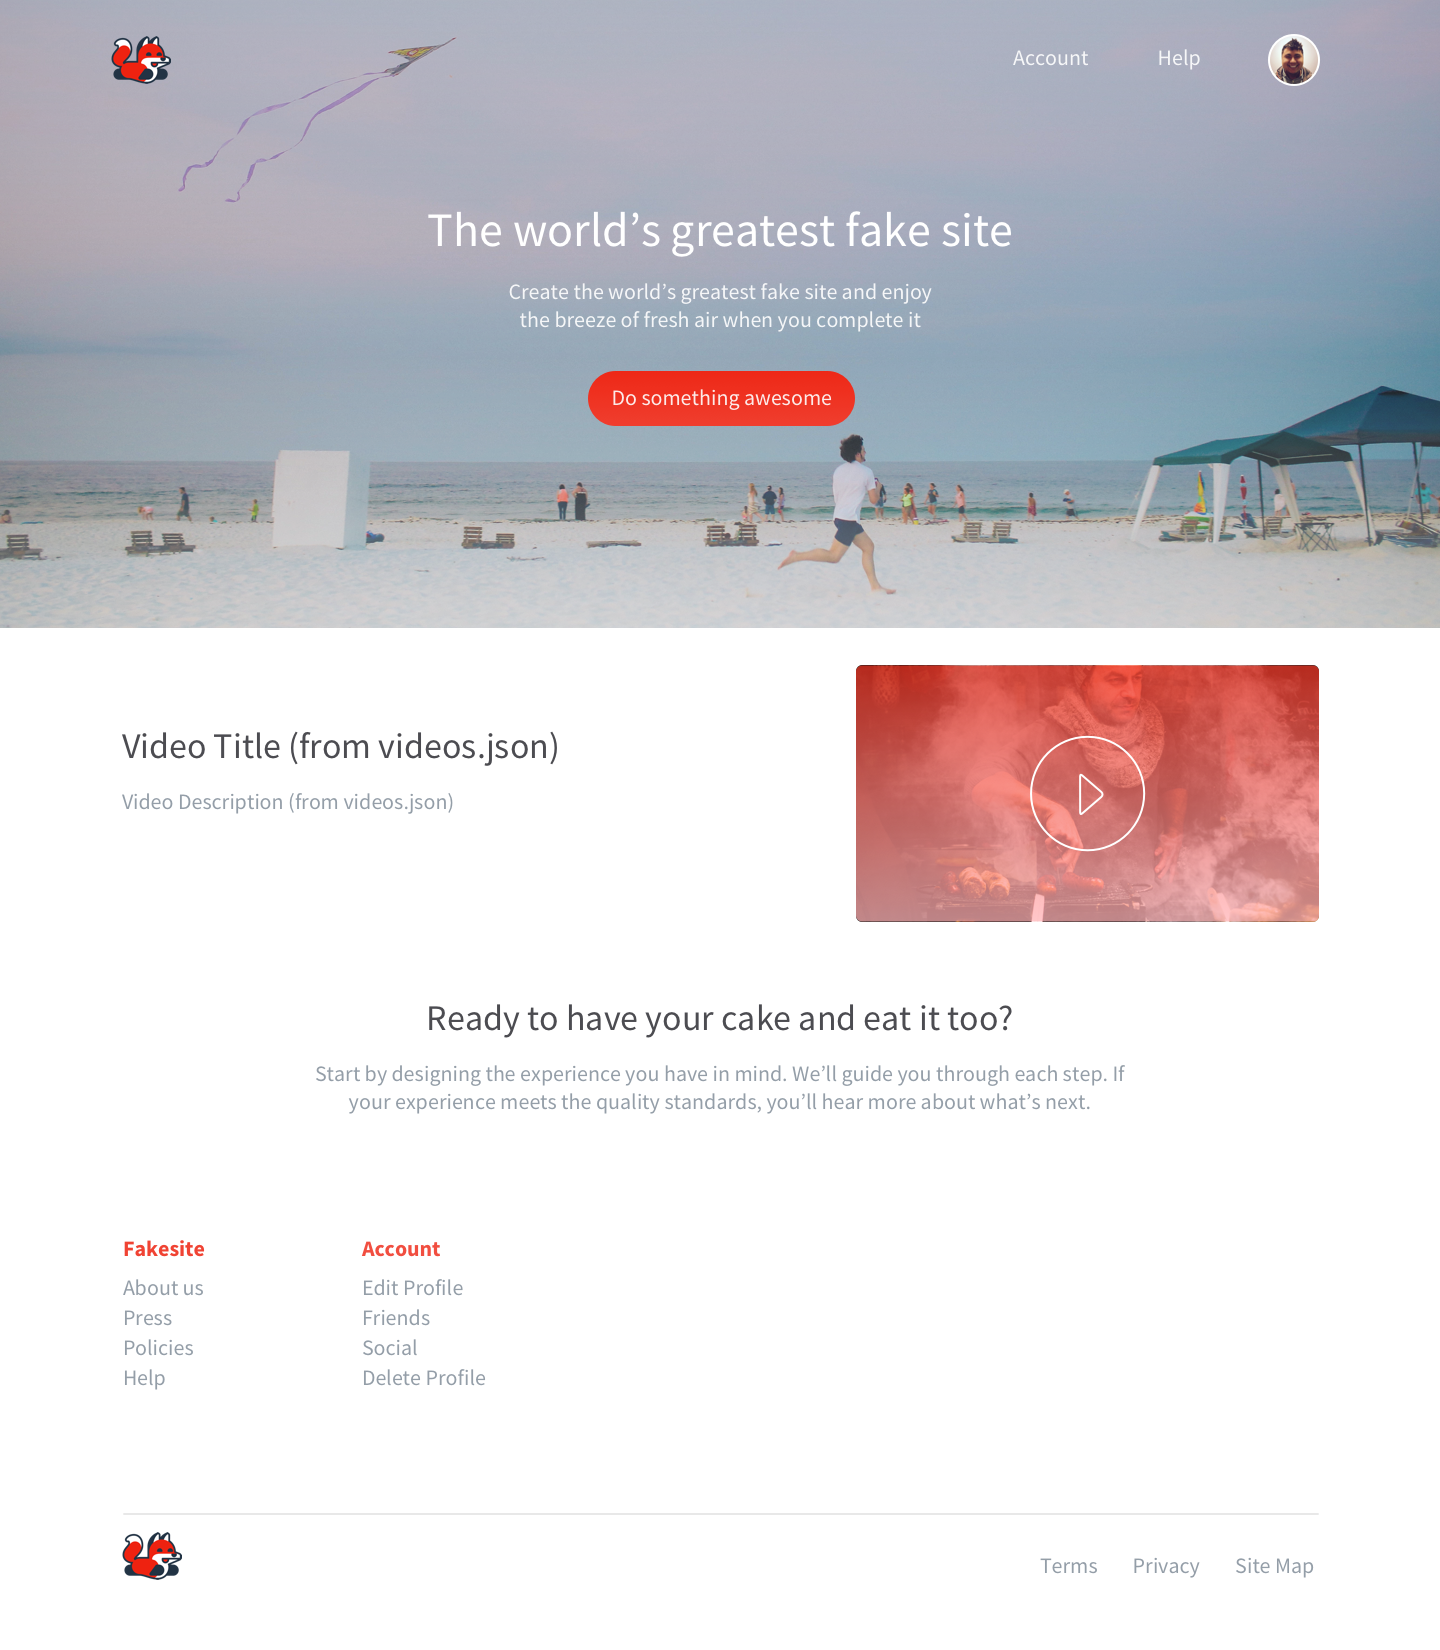 Account
Help
The world’s greatest fake site
Create the world’s greatest fake site and enjoy
the breeze of fresh air when you complete it
Do something awesome
Video Title (from videos.json)
Video Description (from videos.json)
Ready to have your cake and eat it too?
Start by designing the experience you have in mind. We’ll guide you through each step. If
your experience meets the quality standards, you’ll hear more about what’s next.
Fakesite
About us
Press
Policies
Help
Account
Edit Profile
Friends
Social
Delete Profile
Terms
Privacy
Site Map